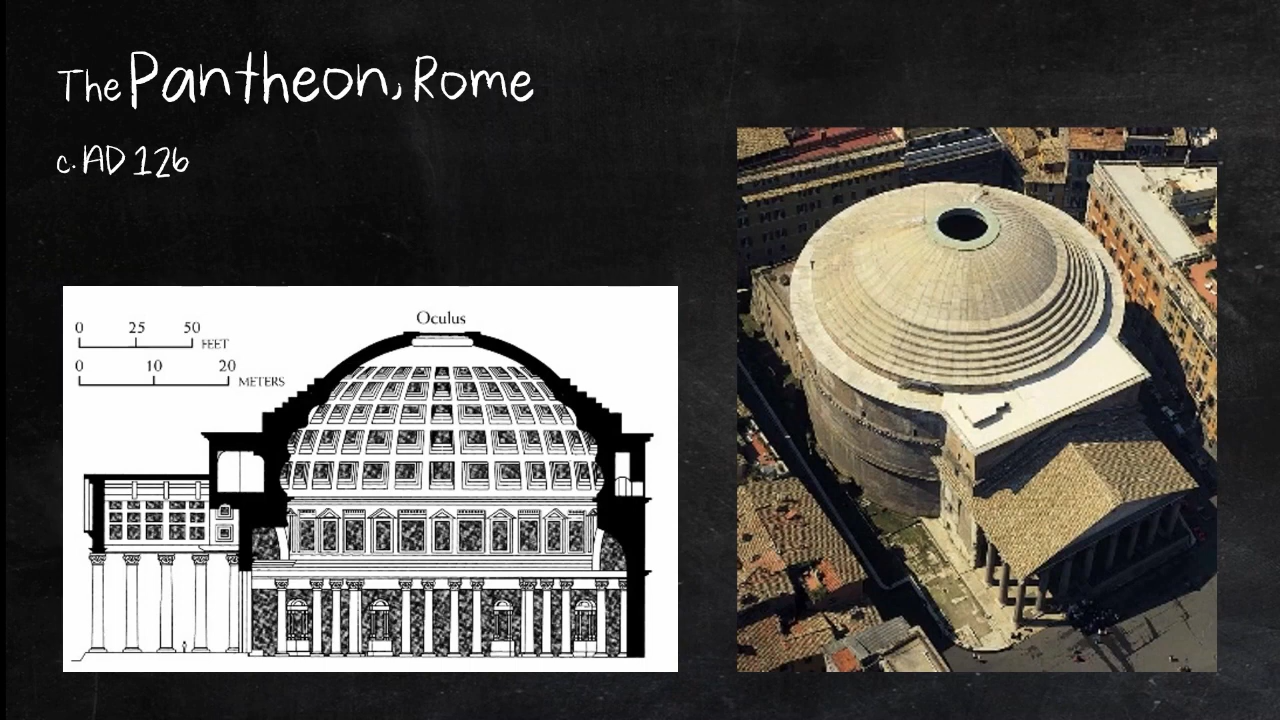 The Pantheon, Rome
c. AD 126
Oculus
0 25 50
FEET
0 10 20
METERS